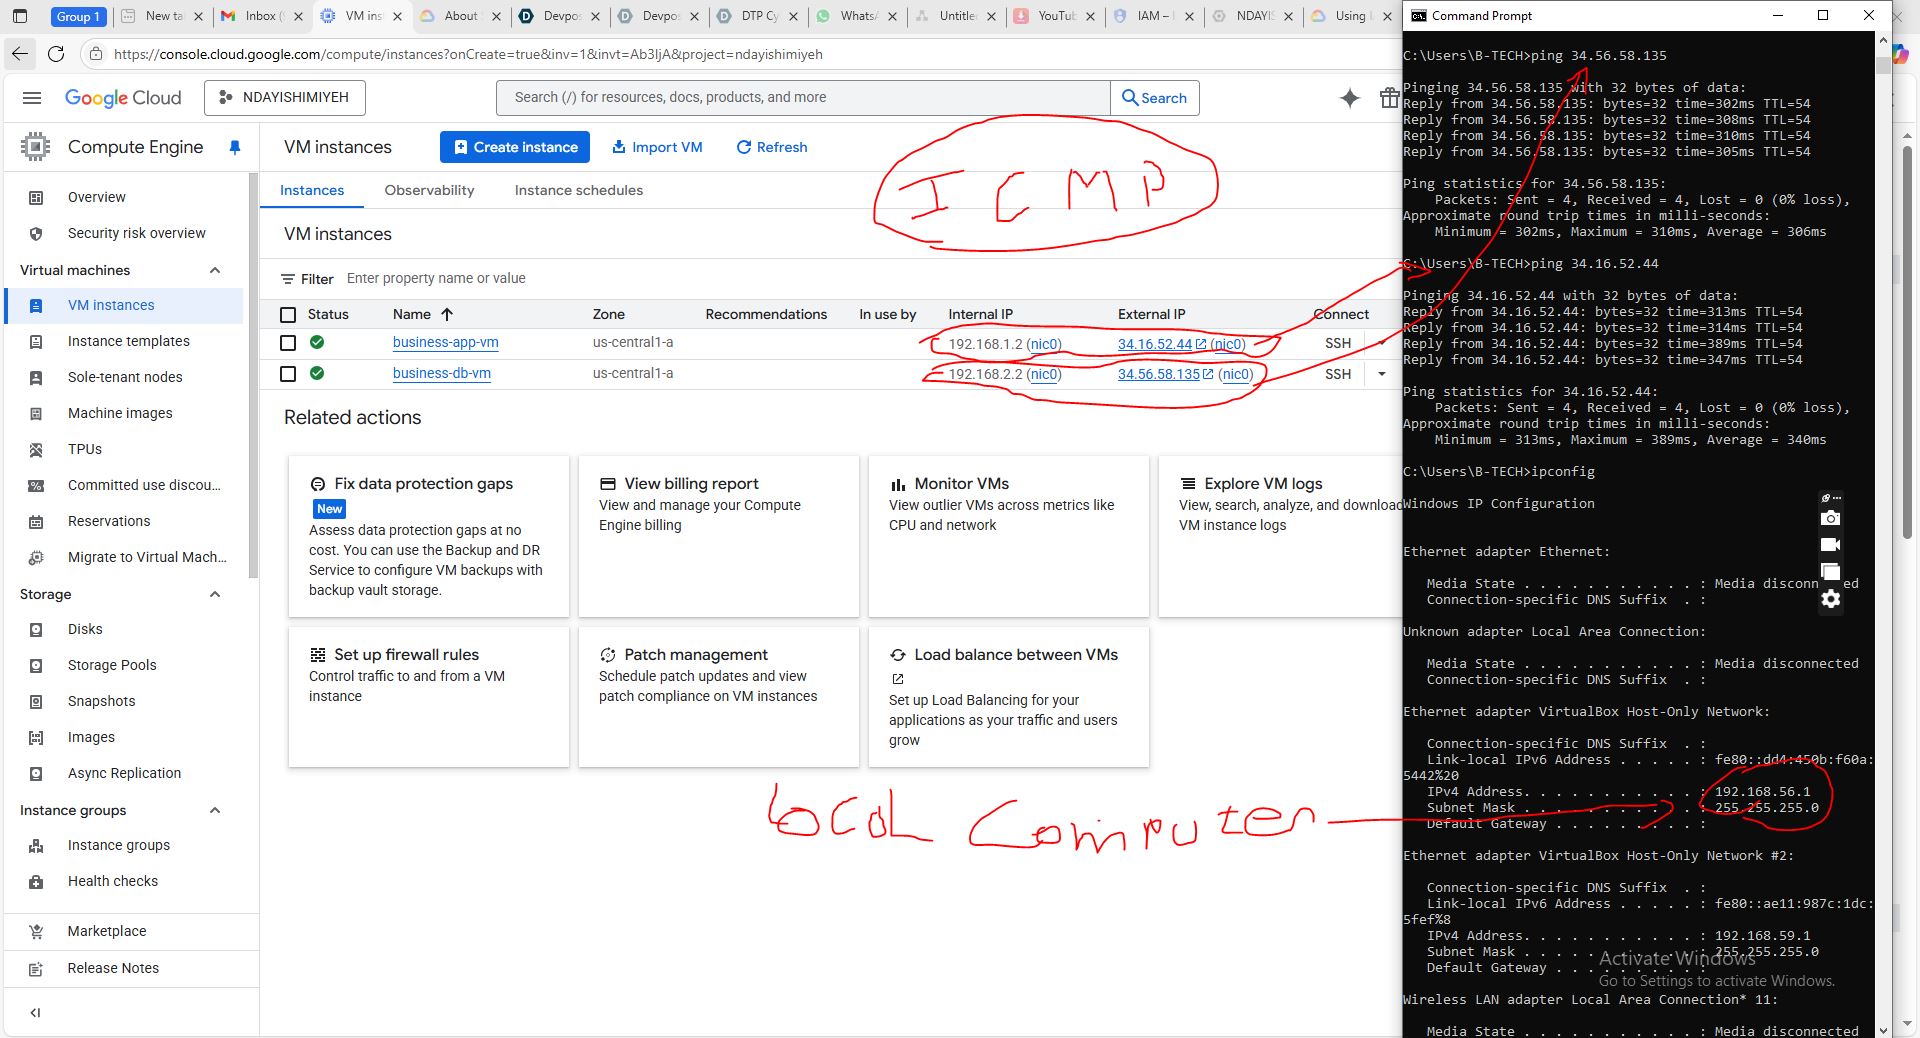 Group 1
New ta
Inbox (
VM inst
About S
Devpos
Devpos
DTP Cy
WhatsA
Untitle
YouTub
IAM – I
NDAYIS
Using L
https://console.cloud.google.com/compute/instances?onCreate=true&inv=1&invt=Ab3IjA&project=ndayishimiyeh
Google Cloud
NDAYISHIMIYEH
Search (/) for resources, docs, products, and more
Search
Compute Engine
VM instances
Create instance
Import VM
Refresh
Overview
Security risk overview
Virtual machines
VM instances
Instance templates
Sole-tenant nodes
Machine images
TPUs
Committed use discou...
Reservations
Migrate to Virtual Mach...
Storage
Disks
Storage Pools
Snapshots
Images
Async Replication
Instance groups
Instance groups
Health checks
Marketplace
Release Notes
Instances
Observability
Instance schedules
ICMP
VM instances
Filter Enter property name or value
Status Name Zone Recommendations In use by Internal IP External IP Connect
business-app-vm us-central1-a 192.168.1.2 (nic0) 34.16.52.44 (nic0) SSH
business-db-vm us-central1-a 192.168.2.2 (nic0) 34.56.58.135 (nic0) SSH
Related actions
Fix data protection gaps
New
Assess data protection gaps at no
cost. You can use the Backup and DR
Service to configure VM backups with
backup vault storage.
View billing report
View and manage your Compute
Engine billing
Monitor VMs
View outlier VMs across metrics like
CPU and network
Explore VM logs
View, search, analyze, and download
VM instance logs
Set up firewall rules
Control traffic to and from a VM
instance
Patch management
Schedule patch updates and view
patch compliance on VM instances
Load balance between VMs
Set up Load Balancing for your
applications as your traffic and users
grow
Local Computer
Command Prompt
C:\Users\B-TECH>ping 34.56.58.135
Pinging 34.56.58.135 with 32 bytes of data:
Reply from 34.56.58.135: bytes=32 time=302ms TTL=54
Reply from 34.56.58.135: bytes=32 time=308ms TTL=54
Reply from 34.56.58.135: bytes=32 time=310ms TTL=54
Reply from 34.56.58.135: bytes=32 time=305ms TTL=54
Ping statistics for 34.56.58.135:
Packets: Sent = 4, Received = 4, Lost = 0 (0% loss),
Approximate round trip times in milli-seconds:
Minimum = 302ms, Maximum = 310ms, Average = 306ms
C:\Users\B-TECH>ping 34.16.52.44
Pinging 34.16.52.44 with 32 bytes of data:
Reply from 34.16.52.44: bytes=32 time=313ms TTL=54
Reply from 34.16.52.44: bytes=32 time=314ms TTL=54
Reply from 34.16.52.44: bytes=32 time=389ms TTL=54
Reply from 34.16.52.44: bytes=32 time=347ms TTL=54
Ping statistics for 34.16.52.44:
Packets: Sent = 4, Received = 4, Lost = 0 (0% loss),
Approximate round trip times in milli-seconds:
Minimum = 313ms, Maximum = 389ms, Average = 340ms
C:\Users\B-TECH>ipconfig
Windows IP Configuration
Ethernet adapter Ethernet:
Media State . . . . . . . . . . . : Media disconnected
Connection-specific DNS Suffix . :
Unknown adapter Local Area Connection:
Media State . . . . . . . . . . . : Media disconnected
Connection-specific DNS Suffix . :
Ethernet adapter VirtualBox Host-Only Network:
Connection-specific DNS Suffix . :
Link-local IPv6 Address . . . . . : fe80::dd4:450b:f60a:
5442%20
IPv4 Address. . . . . . . . . . . : 192.168.56.1
Subnet Mask . . . . . . . . . . . : 255.255.255.0
Default Gateway . . . . . . . . . :
Ethernet adapter VirtualBox Host-Only Network #2:
Connection-specific DNS Suffix . :
Link-local IPv6 Address . . . . . : fe80::ae11:987c:1dc:
5fef%8
IPv4 Address. . . . . . . . . . . : 192.168.59.1
Subnet Mask . . . . . . . . . . . : 255.255.255.0
Default Gateway . . . . . . . . . :
Wireless LAN adapter Local Area Connection* 11:
Media State . . . . . . . . . . . : Media disconnected
Activate Windows
Go to Settings to activate Windows.